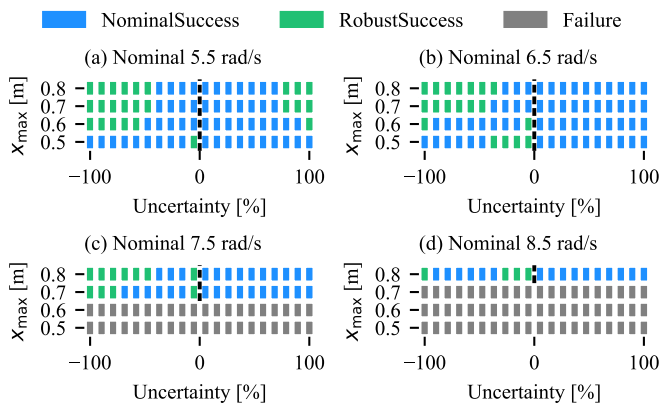 NominalSuccess RobustSuccess Failure
(a) Nominal 5.5 rad/s
(b) Nominal 6.5 rad/s
x_max [m]
0.8
0.7
0.6
0.5
−100 0 100
Uncertainty [%]
x_max [m]
0.8
0.7
0.6
0.5
−100 0 100
Uncertainty [%]
(c) Nominal 7.5 rad/s
(d) Nominal 8.5 rad/s
x_max [m]
0.8
0.7
0.6
0.5
−100 0 100
Uncertainty [%]
x_max [m]
0.8
0.7
0.6
0.5
−100 0 100
Uncertainty [%]